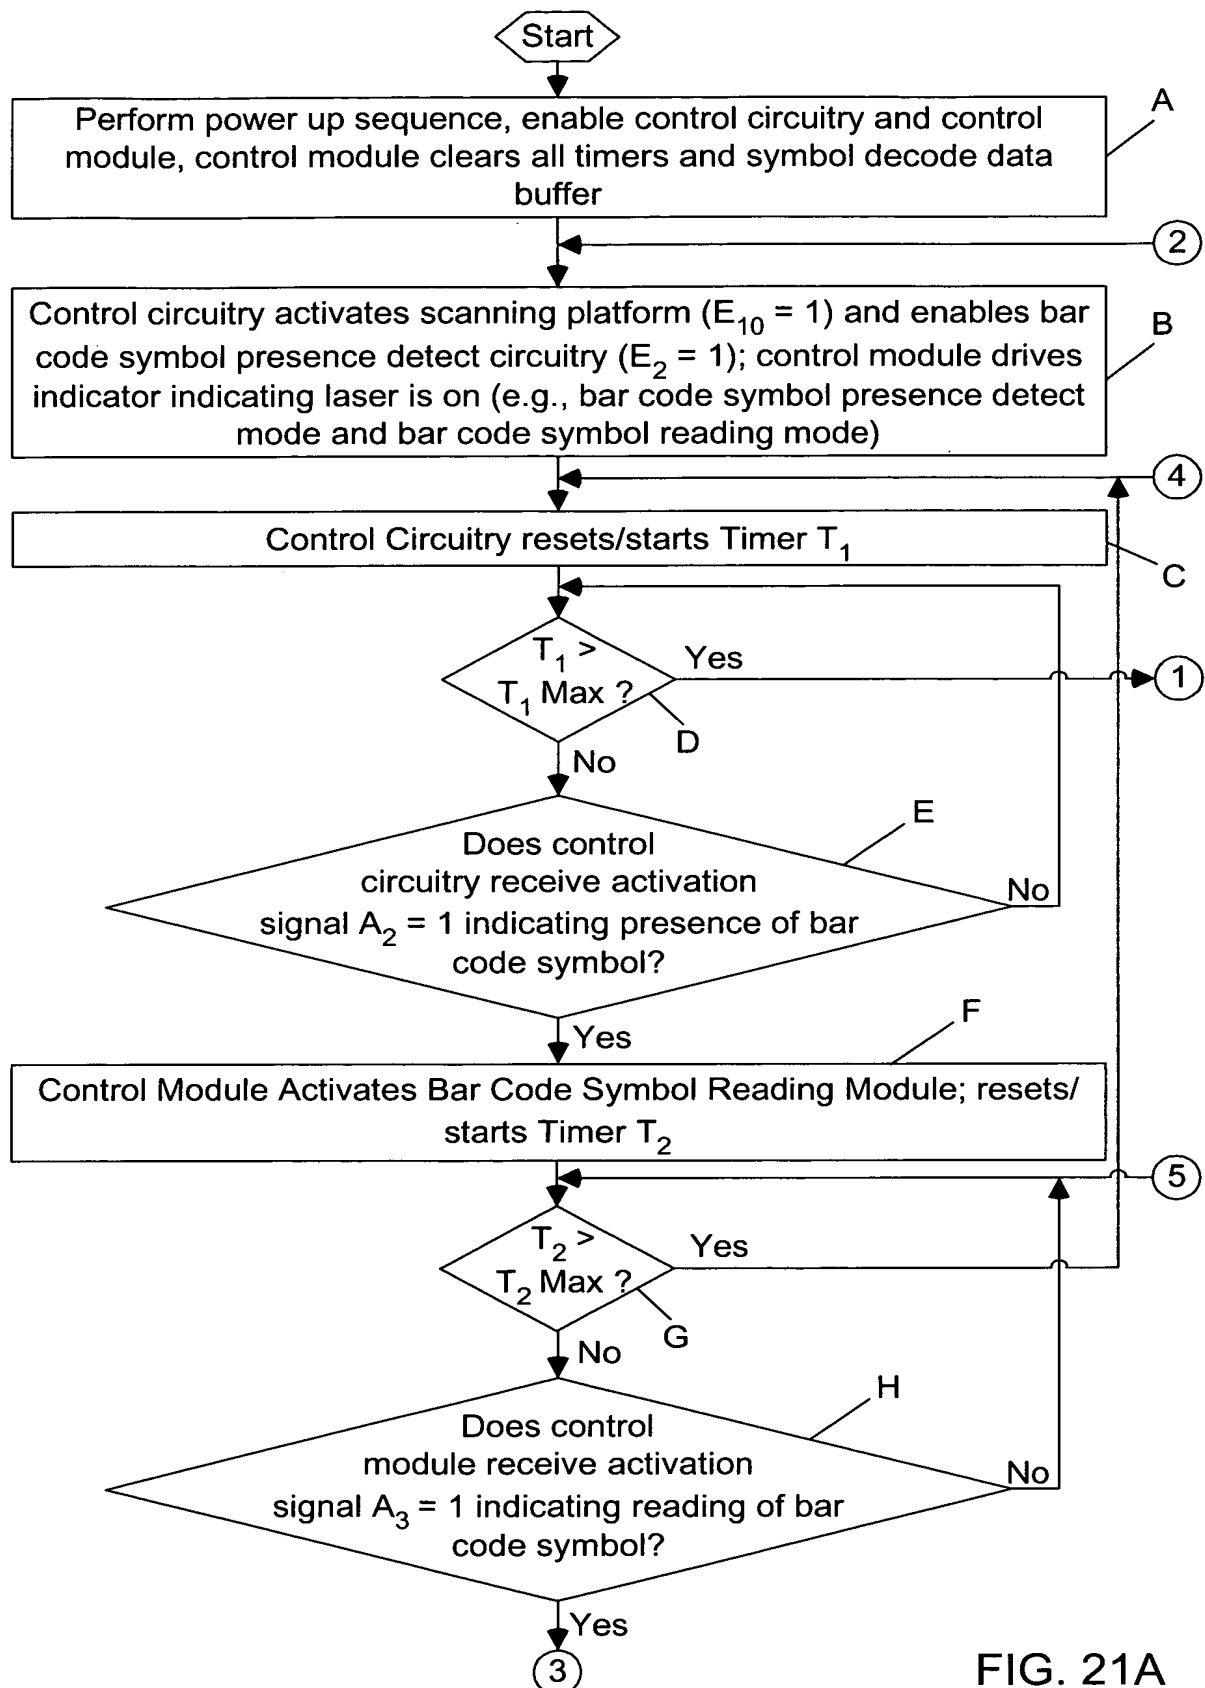 Start
A
Perform power up sequence, enable control circuitry and control
module, control module clears all timers and symbol decode data
buffer
2
Control circuitry activates scanning platform (E10 = 1) and enables bar
code symbol presence detect circuitry (E2 = 1); control module drives
indicator indicating laser is on (e.g., bar code symbol presence detect
mode and bar code symbol reading mode)
B
4
Control Circuitry resets/starts Timer T1
C
T1 >
T1 Max ?
Yes
1
D
No
E
Does control
circuitry receive activation
signal A2 = 1 indicating presence of bar
code symbol?
No
Yes
F
Control Module Activates Bar Code Symbol Reading Module; resets/
starts Timer T2
5
T2 >
T2 Max ?
Yes
G
No
H
Does control
module receive activation
signal A3 = 1 indicating reading of bar
code symbol?
No
Yes
3
FIG. 21A